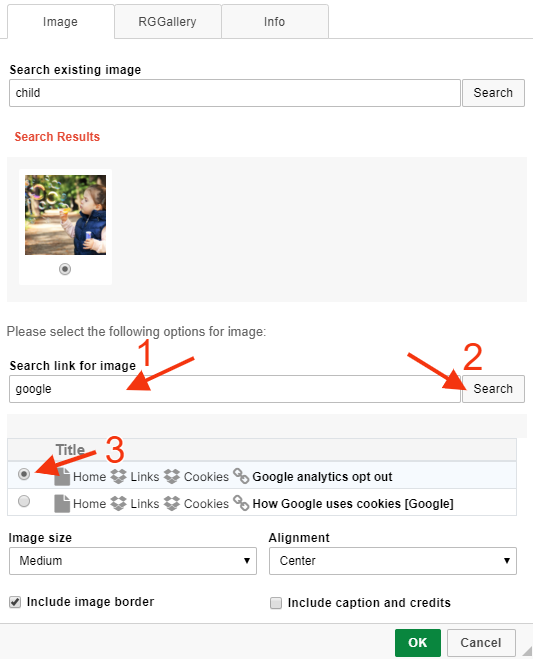 Image RGGallery Info
Search existing image
child Search
Search Results
Please select the following options for image:
1 2
Search link for image
google Search
Title
3
Home Links Cookies Google analytics opt out
Home Links Cookies How Google uses cookies [Google]
Image size Alignment
Medium Center
Include image border Include caption and credits
OK Cancel